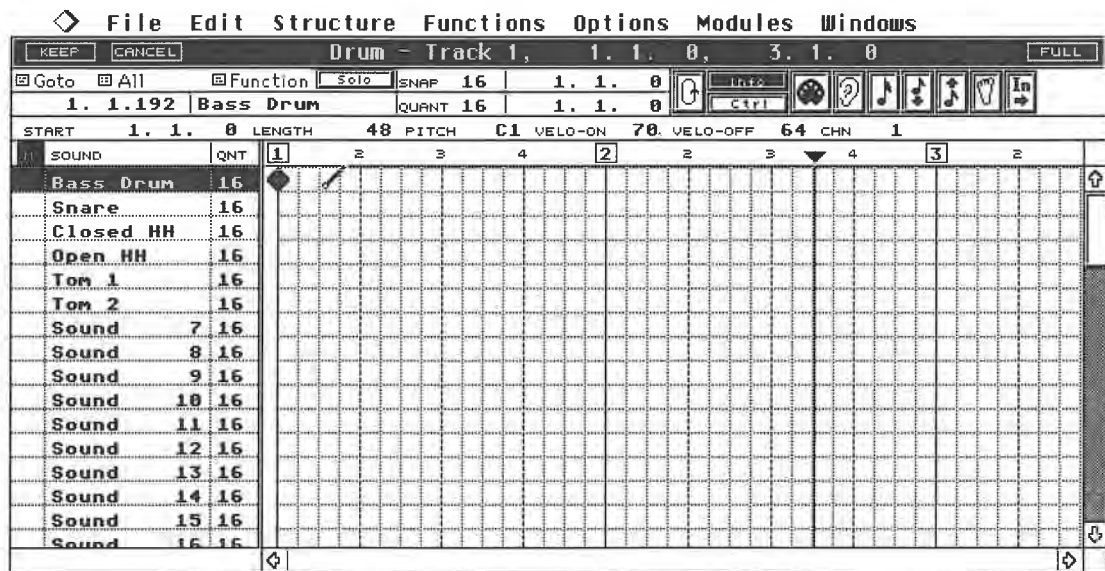 File Edit Structure Functions Options Modules Windows
KEEP CANCEL Drum - Track 1, 1. 1. 0, 3. 1. 0 FULL
Goto All Function Solo SNAP 16 1. 1. 0 Info
1. 1.192 Bass Drum QUANT 16 1. 1. 0 Ctrl In
START 1. 1. 0 LENGTH 48 PITCH C1 VELO-ON 70. VELO-OFF 64 CHN 1
SOUND QNT 1 2 3 4 2 2 3 4 3 2
Bass Drum 16
Snare 16
Closed HH 16
Open HH 16
Tom 1 16
Tom 2 16
Sound 7 16
Sound 8 16
Sound 9 16
Sound 10 16
Sound 11 16
Sound 12 16
Sound 13 16
Sound 14 16
Sound 15 16
Sound 16 16